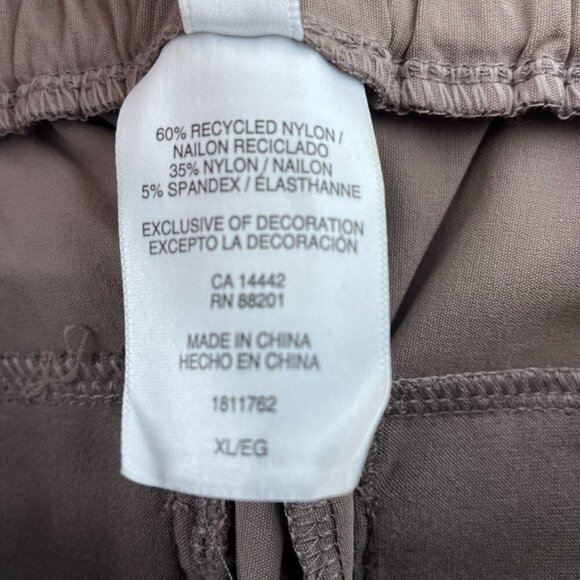 60% RECYCLED NYLON /
NAILON RECICLADO
35% NYLON / NAILON
5% SPANDEX / ÉLASTHANNE
EXCLUSIVE OF DECORATION
EXCEPTO LA DECORACIÓN
CA 14442
RN 88201
MADE IN CHINA
HECHO EN CHINA
1811762
XL/EG